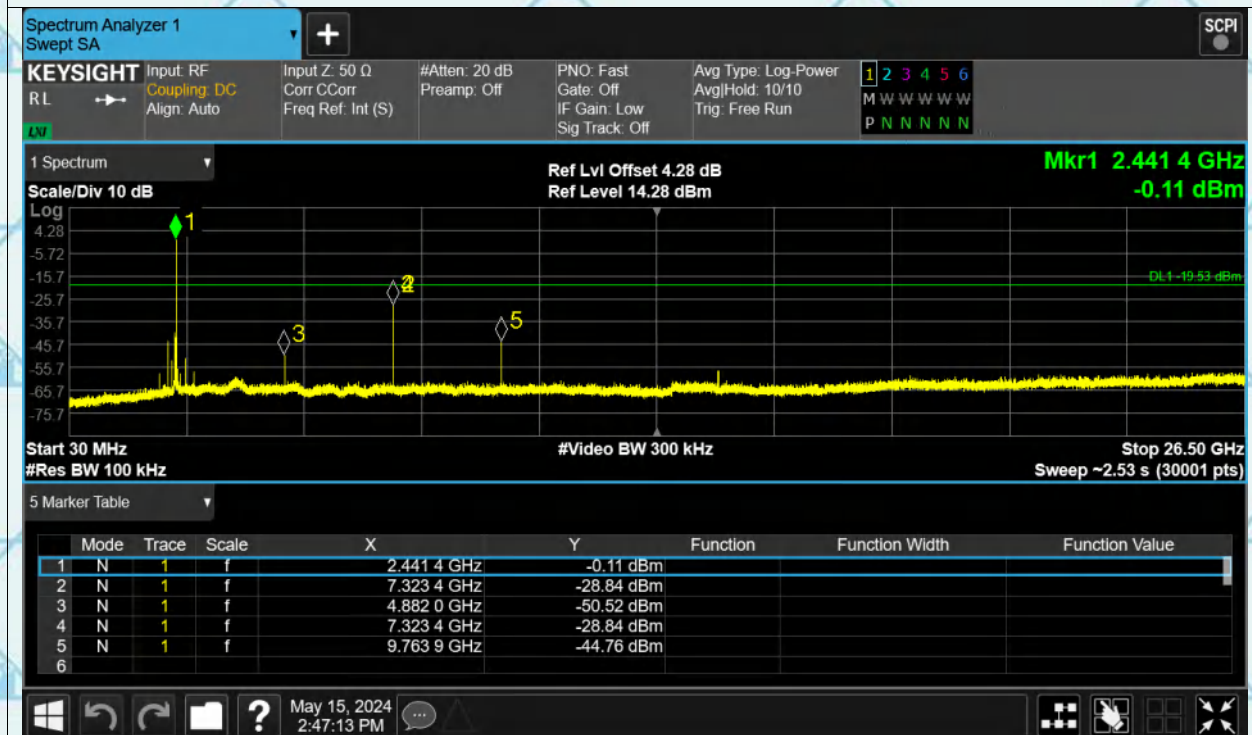 Spectrum Analyzer 1
Swept SA
+
SCPI
KEYSIGHT
R L
LXI
Input: RF
Coupling: DC
Align: Auto
Input Z: 50 Ω
Corr CCorr
Freq Ref: Int (S)
#Atten: 20 dB
Preamp: Off
PNO: Fast
Gate: Off
IF Gain: Low
Sig Track: Off
Avg Type: Log-Power
Avg|Hold: 10/10
Trig: Free Run
1 2 3 4 5 6
M W W W W W
P N N N N N
1 Spectrum
Ref Lvl Offset 4.28 dB
Mkr1 2.441 4 GHz
Scale/Div 10 dB
Ref Level 14.28 dBm
-0.11 dBm
Log
1
4.28
-5.72
-15.7
DL1 -19.53 dBm
-25.7
-35.7
3
5
-45.7
-55.7
-65.7
-75.7
Start 30 MHz
#Video BW 300 kHz
Stop 26.50 GHz
#Res BW 100 kHz
Sweep ~2.53 s (30001 pts)
5 Marker Table
Mode Trace Scale X Y Function Function Width Function Value
1 N 1 f 2.441 4 GHz -0.11 dBm
2 N 1 f 7.323 4 GHz -28.84 dBm
3 N 1 f 4.882 0 GHz -50.52 dBm
4 N 1 f 7.323 4 GHz -28.84 dBm
5 N 1 f 9.763 9 GHz -44.76 dBm
6
?
May 15, 2024
2:47:13 PM